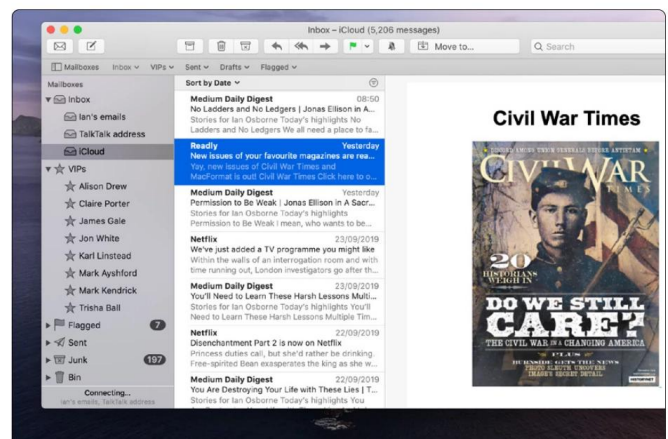 Inbox – iCloud (5,206 messages)
Move to...
Search
Mailboxes Inbox VIPs Sent Drafts Flagged
Mailboxes
Inbox
Ian's emails
TalkTalk address
iCloud
VIPs
Alison Drew
Claire Porter
James Gale
Jon White
Karl Linstead
Mark Ayshford
Mark Kendrick
Trisha Ball
Flagged 7
Sent
Junk 197
Bin
Connecting...
Ian's emails, TalkTalk address
Sort by Date
Medium Daily Digest 08:50
No Ladders and No Ledgers | Jonas Ellison in A...
Stories for Ian Osborne Today's highlights No
Ladders and No Ledgers We all need a place to fa...
Readly Yesterday
New issues of your favourite magazines are rea...
Yay, new issues of Civil War Times and
MacFormat is out! Civil War Times Click here to o...
Medium Daily Digest Yesterday
Permission to Be Weak | Jonas Ellison in A Sacr...
Stories for Ian Osborne Today's highlights
Permission to Be Weak I mean, who wants to be...
Netflix 23/09/2019
We've just added a TV programme you might like
Within the walls of an interrogation room and with
time running out, London investigators go after th...
Medium Daily Digest 23/09/2019
You'll Need to Learn These Harsh Lessons Multi...
Stories for Ian Osborne Today's highlights You'll
Need to Learn These Harsh Lessons Multiple Tim...
Netflix 22/09/2019
Disenchantment Part 2 is now on Netflix
Princess duties call, but she'd rather be drinking.
Free-spirited Bean exasperates the king as she w...
Medium Daily Digest 22/09/2019
You Are Destroying Your Life with These Lies | T...
Stories for Ian Osborne Today's highlights You
Civil War Times
CIVIL WAR
TIMES
20
HISTORIANS
WEIGH IN
DO WE STILL
CARE?
THE CIVIL WAR IN A CHANGING AMERICA
PLUS
BURNSIDE GETS THE NEWS
PHOTO SLEUTH UNCOVERS
IMAGE'S SECRET DETAIL